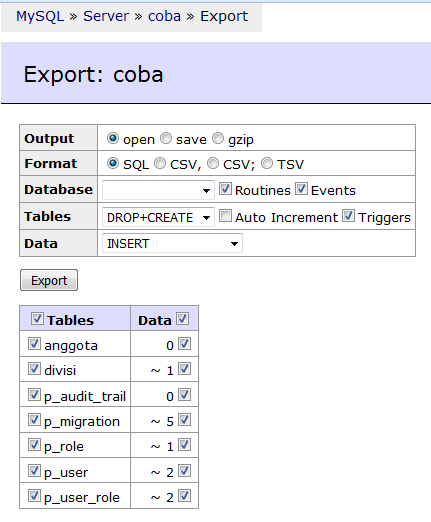 MySQL » Server » coba » Export
Export: coba
Output open save gzip
Format SQL CSV, CSV; TSV
Database Routines Events
Tables DROP+CREATE Auto Increment Triggers
Data INSERT
Export
Tables Data
anggota 0
divisi ~ 1
p_audit_trail 0
p_migration ~ 5
p_role ~ 1
p_user ~ 2
p_user_role ~ 2